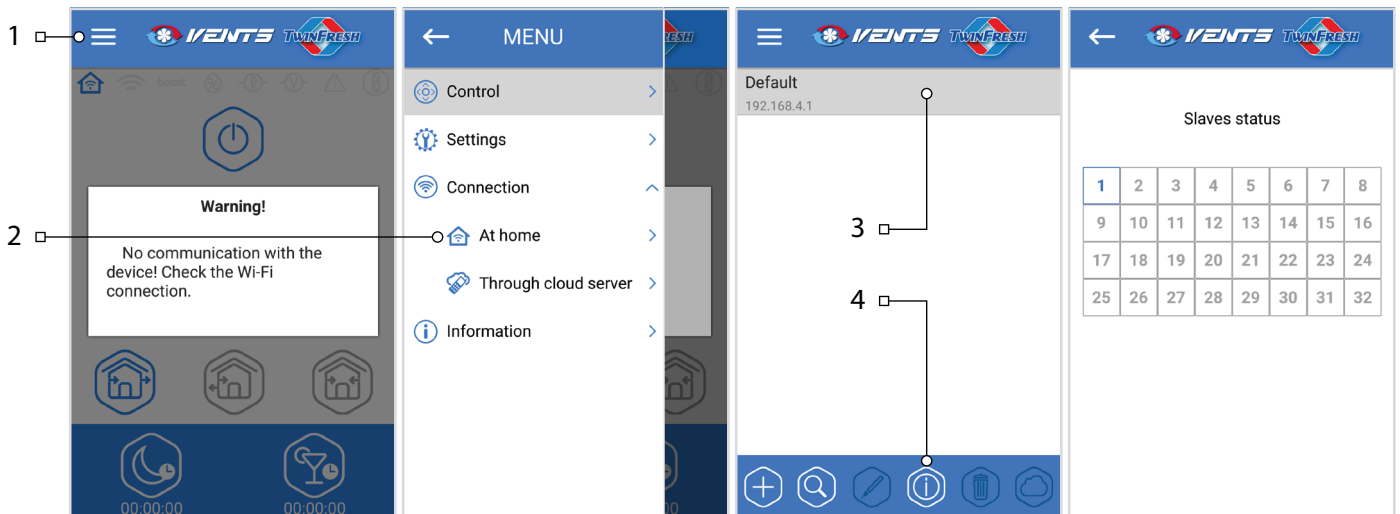 1
VENTS TWINFRESH
boost
Warning!
No communication with the
device! Check the Wi-Fi
connection.
00:00:00
00:00:00
2
MENU
RESH
Control
Settings
Connection
At home
Through cloud server
Information
00
VENTS TWINFRESH
Default
192.168.4.1
3
4
VENTS TWINFRESH
Slaves status
1 2 3 4 5 6 7 8
9 10 11 12 13 14 15 16
17 18 19 20 21 22 23 24
25 26 27 28 29 30 31 32